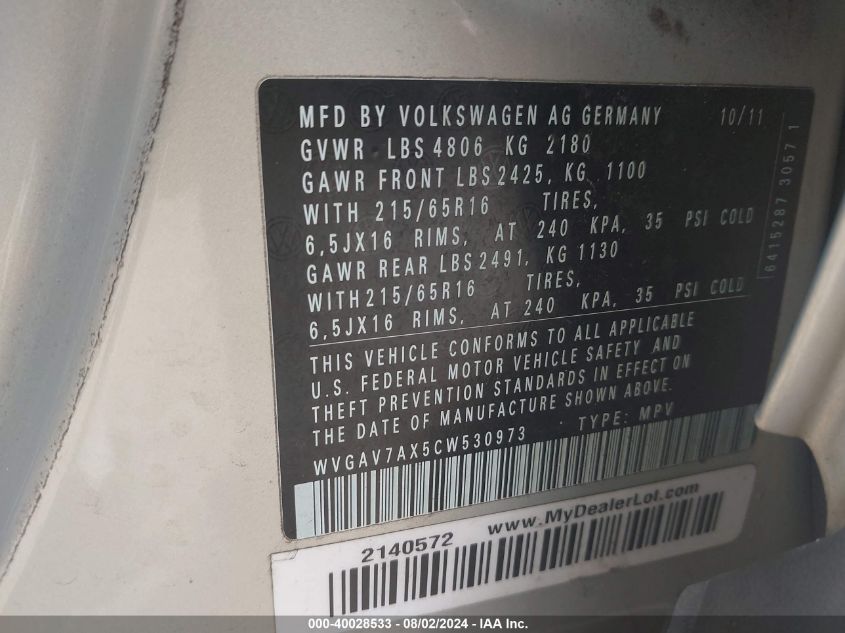 MFD BY VOLKSWAGEN AG GERMANY 10/11
GVWR LBS 4806 KG 2180
GAWR FRONT LBS 2425, KG 1100
WITH 215/65R16 TIRES,
6,5JX16 RIMS, AT 240 KPA, 35 PSI COLD
GAWR REAR LBS 2491, KG 1130
WITH 215/65R16 TIRES,
6,5JX16 RIMS, AT 240 KPA, 35 PSI COLD
THIS VEHICLE CONFORMS TO ALL APPLICABLE
U.S. FEDERAL MOTOR VEHICLE SAFETY AND
THEFT PREVENTION STANDARDS IN EFFECT ON
THE DATE OF MANUFACTURE SHOWN ABOVE.
WVGAV7AX5CW530973 TYPE: MPV
6415287 3057 1
2140572 www.MyDealerLot.com
000-40028533 - 08/02/2024 - IAA Inc.